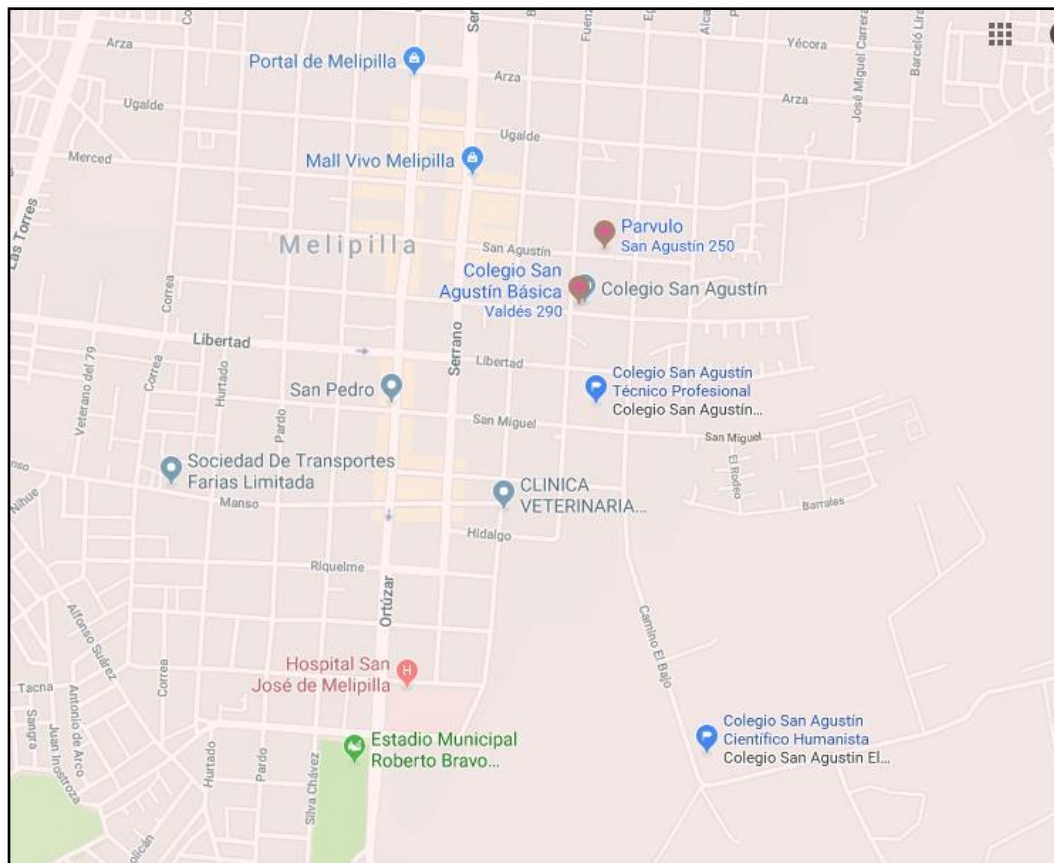 Arza
Portal de Melipilla
Ugalde
Merced
Mall Vivo Melipilla
Arza
Yécora
Arza
José Miguel Carrera
Barceló Lira
Ugalde
Las Torres
Melipilla
San Agustín
Parvulo
San Agustín 250
Colegio San
Agustín Básica
Valdés 290
Colegio San Agustín
Correa
Libertad
Serrano
Libertad
Veterano del 79
Correa
Hurtado
Pardo
San Pedro
Colegio San Agustín
Técnico Profesional
Colegio San Agustín...
San Miguel
San Miguel
El Rodeo
Barrales
Nihue
Sociedad De Transportes
Farias Limitada
Manso
CLINICA
VETERINARIA...
Hidalgo
Riquelme
Ortúzar
Alfonso Suárez
Correa
Camino El Bajo
Hospital San
José de Melipilla
Tacna
Sangra
Juan Inostroza
Antonio de Arco
Hurtado
Pardo
Silva Chávez
Estadio Municipal
Roberto Bravo...
Colegio San Agustín
Científico Humanista
Colegio San Agustin El...